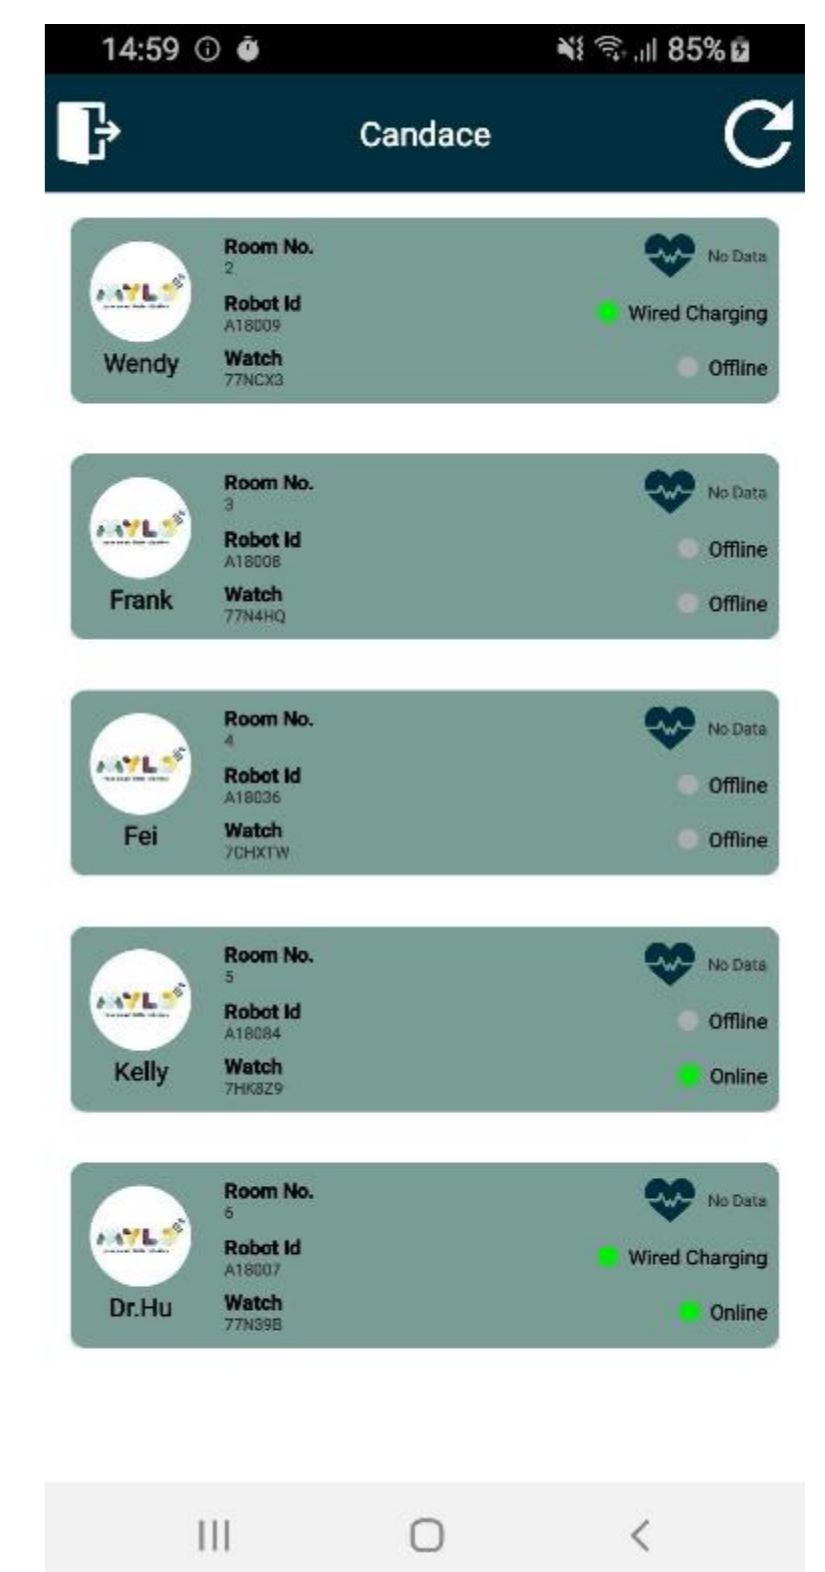 14:59 85%
Candace
Room No.
2
No Data
Robot Id
A18009
Wired Charging
Wendy
Watch
77NCX3
Offline
Room No.
3
No Data
Robot Id
A18008
Offline
Frank
Watch
77N4HQ
Offline
Room No.
4
No Data
Robot Id
A18036
Offline
Fei
Watch
7CHXTW
Offline
Room No.
5
No Data
Robot Id
A18084
Offline
Kelly
Watch
7HK8Z9
Online
Room No.
6
No Data
Robot Id
A18007
Wired Charging
Dr.Hu
Watch
77N39B
Online